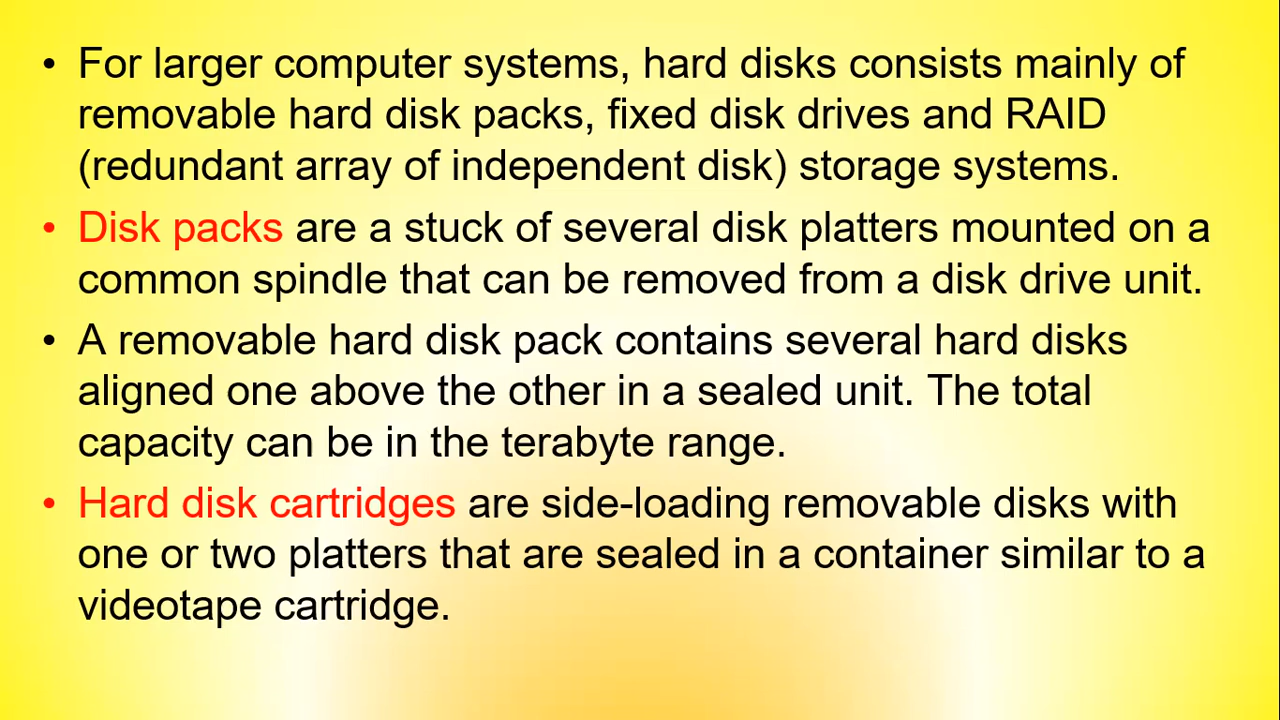 • For larger computer systems, hard disks consists mainly of
removable hard disk packs, fixed disk drives and RAID
(redundant array of independent disk) storage systems.
• Disk packs are a stuck of several disk platters mounted on a
common spindle that can be removed from a disk drive unit.
• A removable hard disk pack contains several hard disks
aligned one above the other in a sealed unit. The total
capacity can be in the terabyte range.
• Hard disk cartridges are side-loading removable disks with
one or two platters that are sealed in a container similar to a
videotape cartridge.